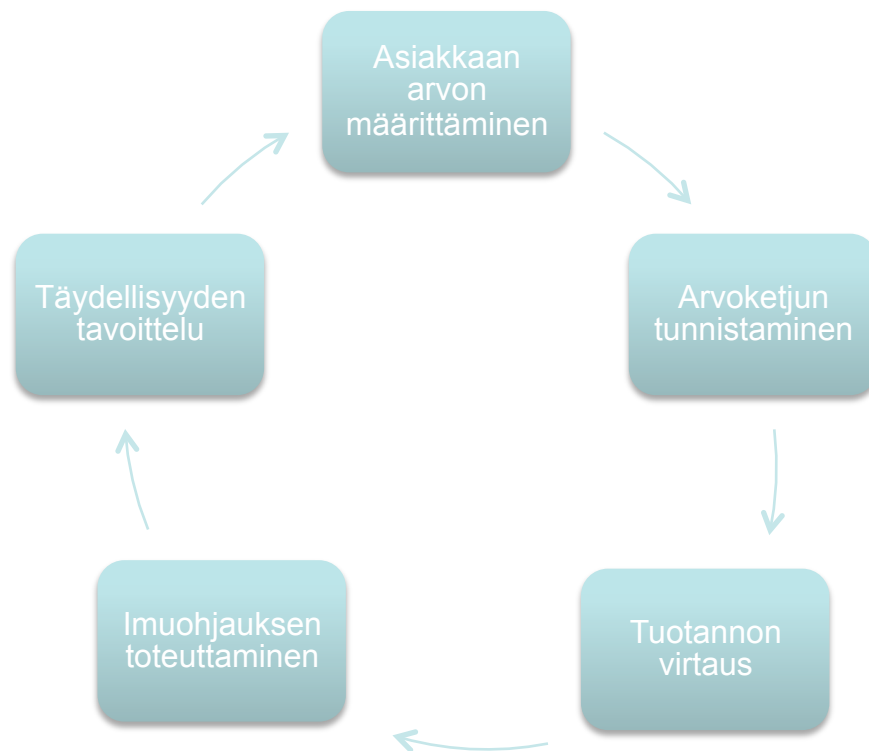 Asiakkaan
arvon
määrittäminen
Arvoketjun
tunnistaminen
Tuotannon
virtaus
Imuohjauksen
toteuttaminen
Täydellisyyden
tavoittelu